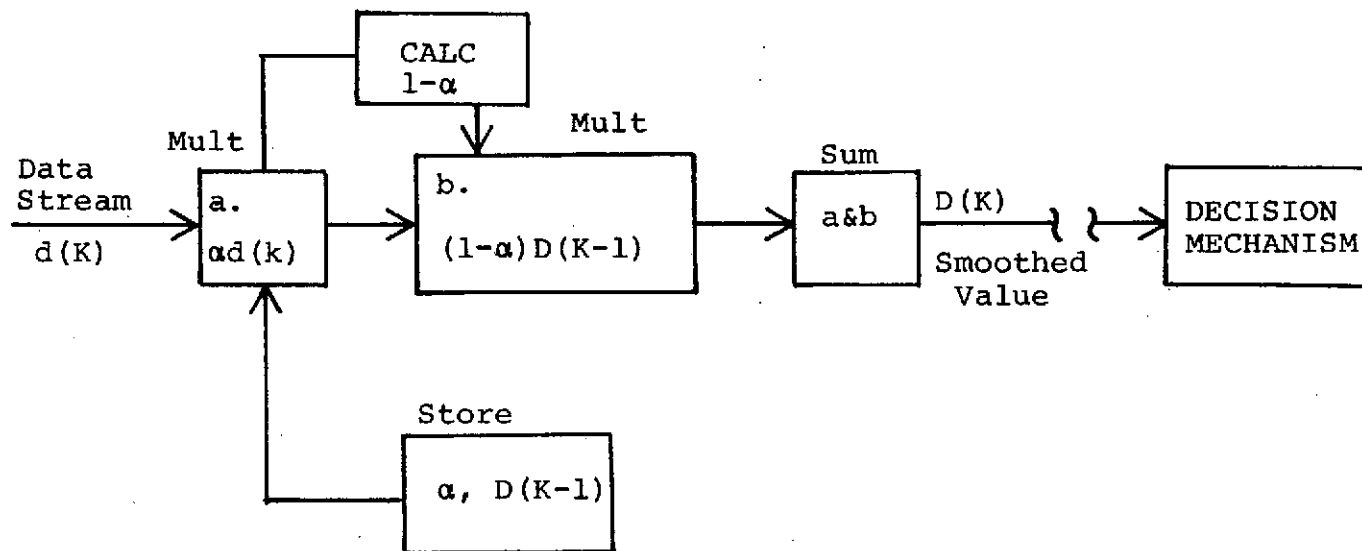 CALC
1-α
Mult
Mult
Data
Stream
d(K)
a.
αd(k)
b.
(1-α)D(K-1)
Sum
a&b
D(K)
Smoothed
Value
DECISION
MECHANISM
Store
α, D(K-1)